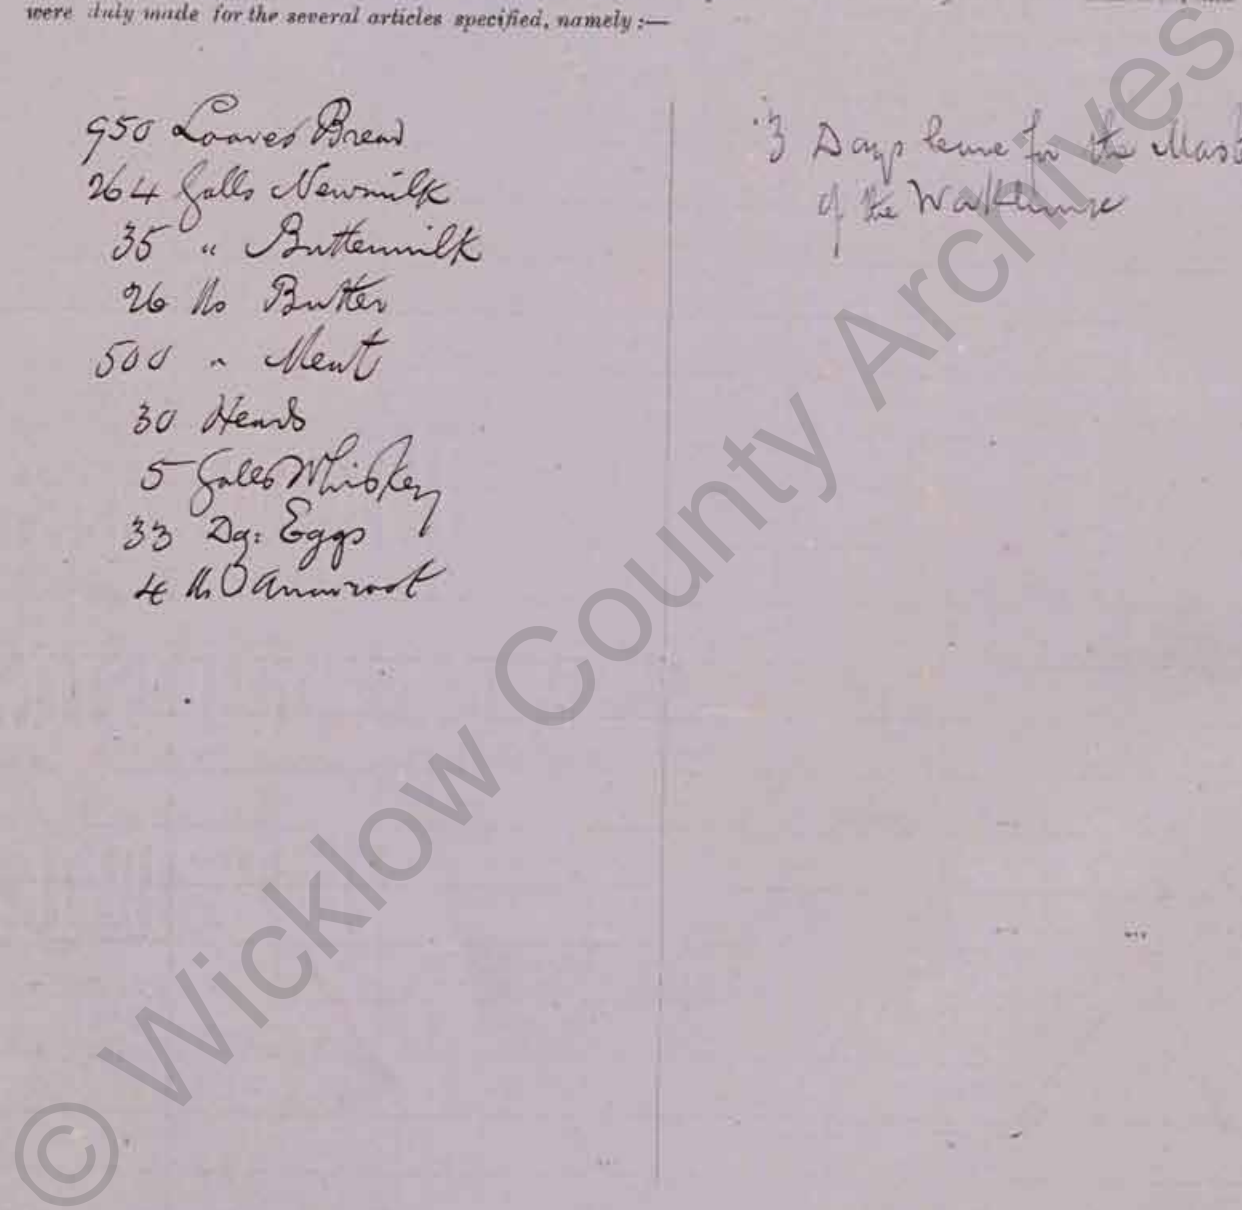 were duly made for the several articles specified, namely :—
950 Loaves Bread
264 Galls Newmilk
35 " Buttermilk
26 lbs Butter
500 " Meat
30 Heads
5 Galls Whiskey
33 Dz: Eggs
4 lbs Arrowroot
3 Days leave for the Mast
of the Workhouse
© Wicklow County Archives